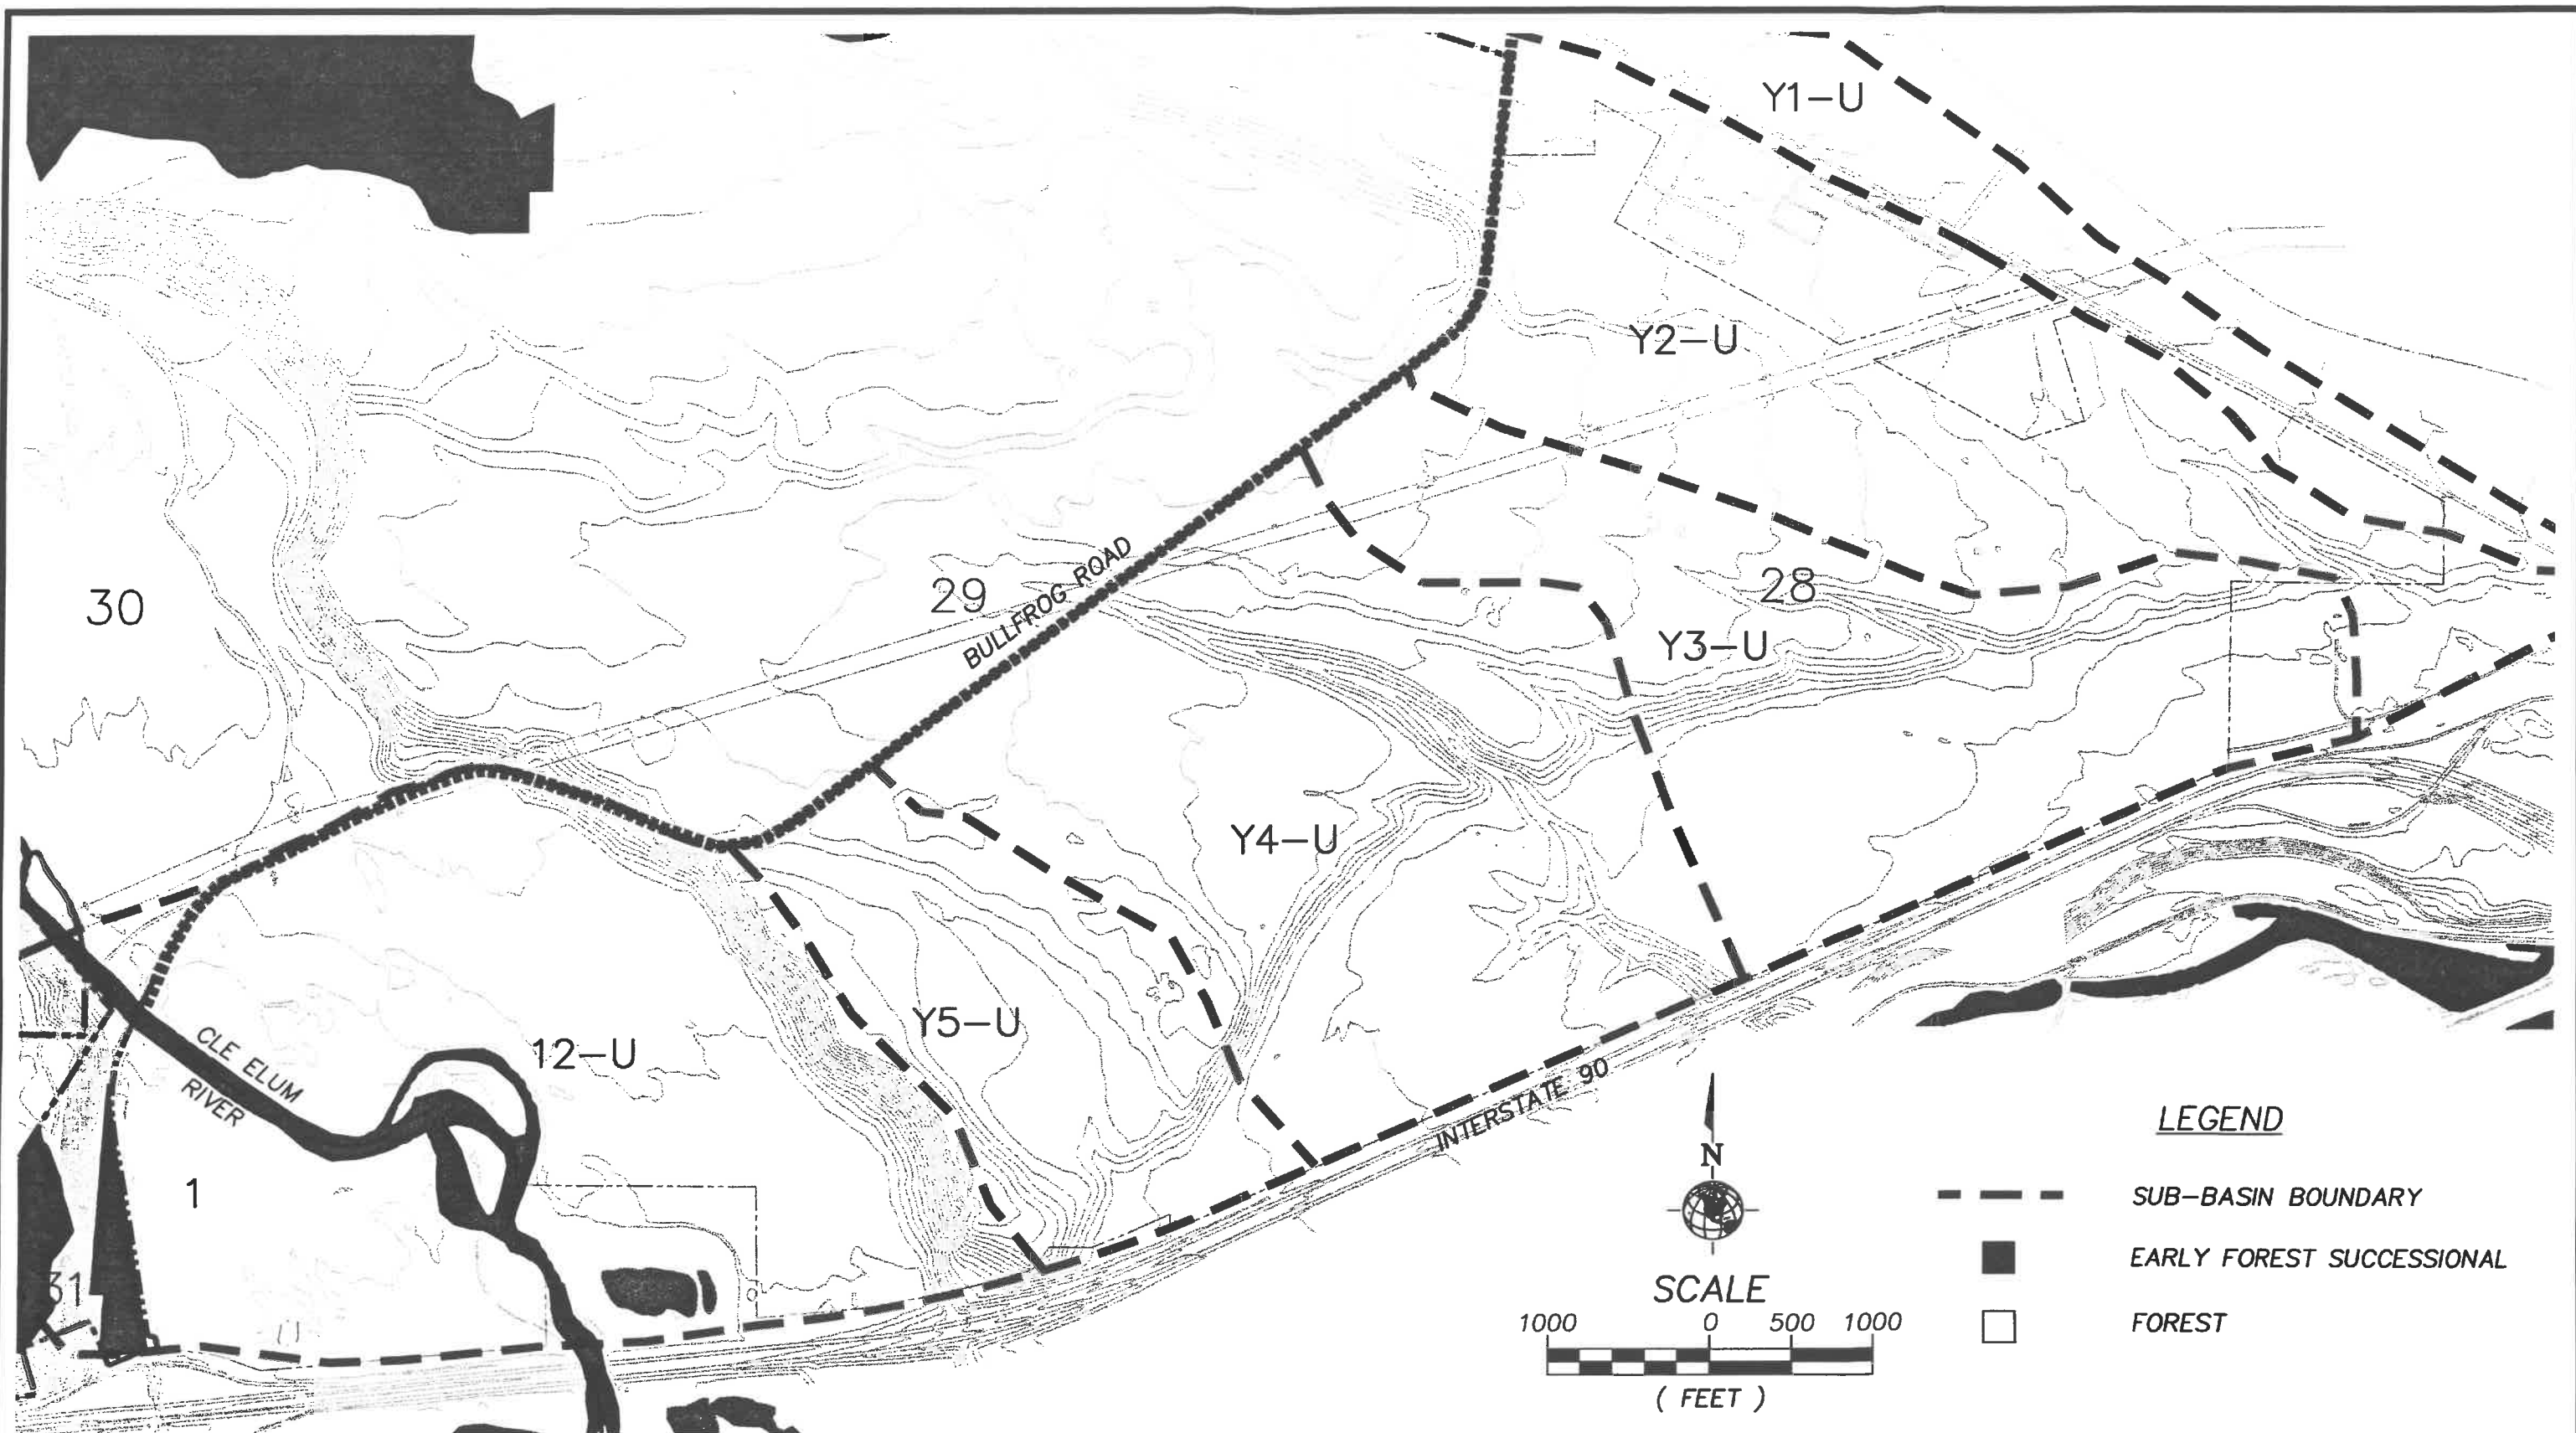 Y1-U
Y2-U
30
29
BULLFROG ROAD
28
Y3-U
Y4-U
Y5-U
12-U
CLE ELUM
RIVER
1
31
INTERSTATE 90
N
SCALE
1000 0 500 1000
( FEET )
LEGEND
SUB-BASIN BOUNDARY
EARLY FOREST SUCCESSIONAL
FOREST